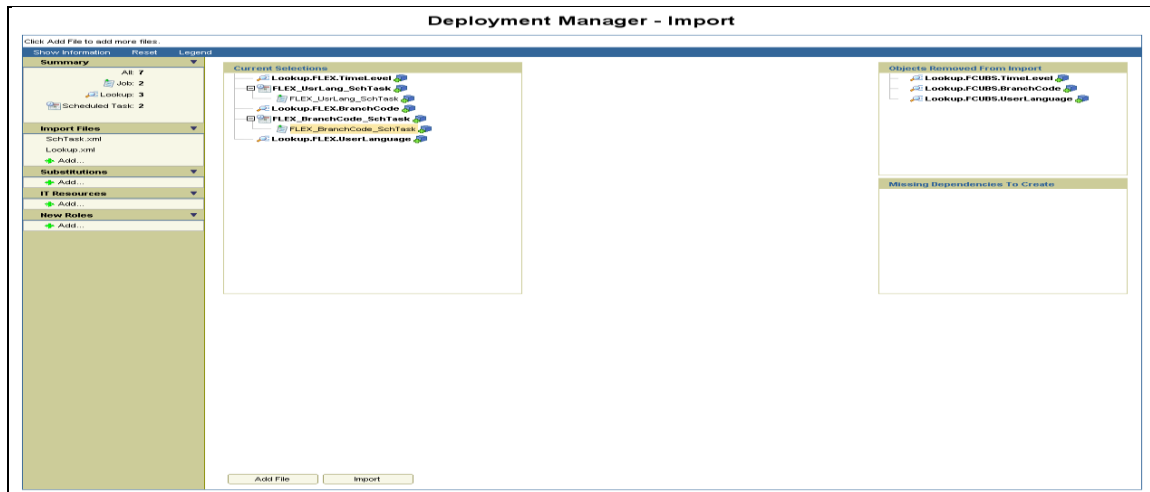 Deployment Manager - Import
Click Add File to add more files.
Show Information Reset Legend
Summary
All: 7
Job: 2
Lookup: 3
Scheduled Task: 2
Import Files
SchTask.xml
Lookup.xml
Add...
Substitutions
Add...
IT Resources
Add...
New Roles
Add...
Current Selections
Lookup.FLEX.TimeLevel
FLEX_UsrLang_SchTask
FLEX_UsrLang_SchTask
Lookup.FLEX.BranchCode
FLEX_BranchCode_SchTask
FLEX_BranchCode_SchTask
Lookup.FLEX.UserLanguage
Objects Removed From Import
Lookup.FCUBS.TimeLevel
Lookup.FCUBS.BranchCode
Lookup.FCUBS.UserLanguage
Missing Dependencies To Create
Add File Import